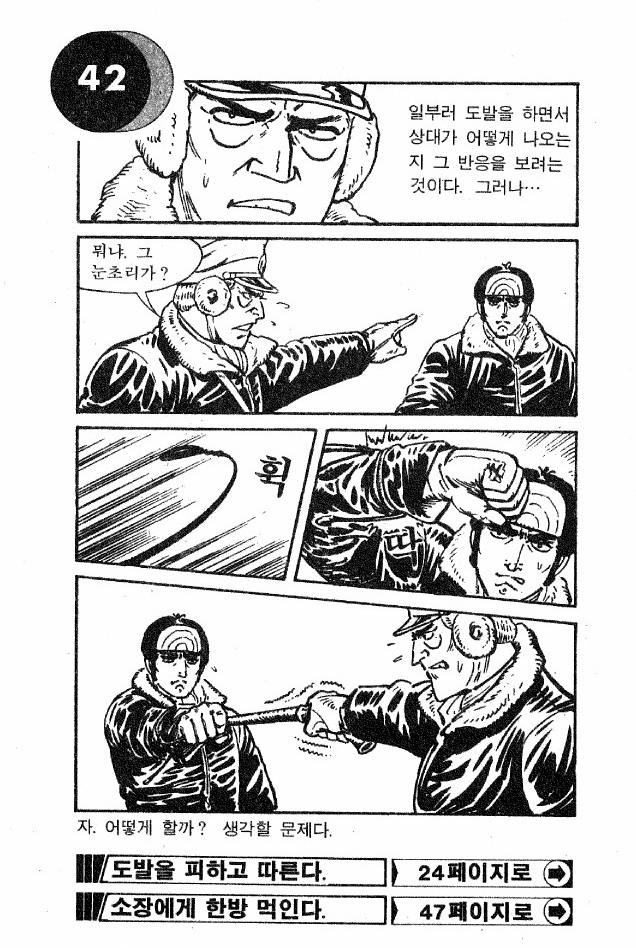 42
일부러 도발을 하면서
상대가 어떻게 나오는
지 그 반응을 보려는
것이다. 그러나…
뭐냐. 그
눈초리가?
휙
딱
자. 어떻게 할까? 생각할 문제다.
도발을 피하고 따른다. 24페이지로
소장에게 한방 먹인다. 47페이지로